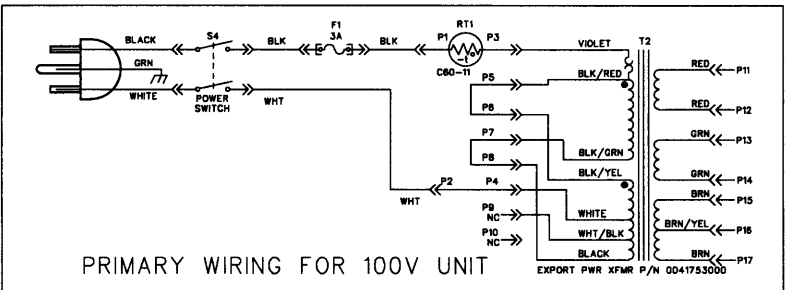 F1
3A
S4
BLACK
BLK
BLK
P1
RT1
P3
-t°
C60-11
VIOLET
T2
GRN
WHITE
POWER
SWITCH
WHT
P5
BLK/RED
P6
P7
BLK/GRN
P8
BLK/YEL
WHT
P2
P4
WHITE
P9
NC
WHT/BLK
P10
NC
BLACK
RED
P11
RED
P12
GRN
P13
GRN
P14
BRN
P15
BRN/YEL
P16
BRN
P17
PRIMARY WIRING FOR 100V UNIT
EXPORT PWR XFMR P/N 0041753000